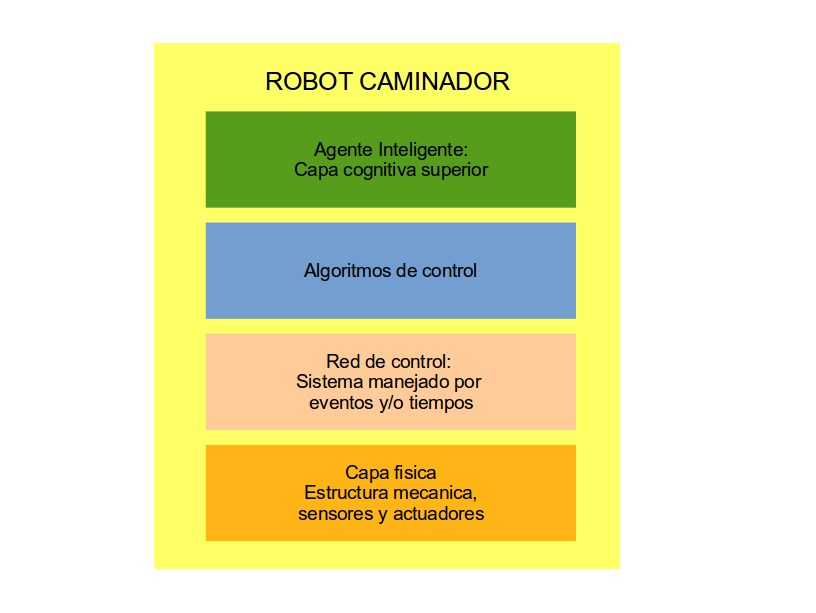 ROBOT CAMINADOR
Agente Inteligente:
Capa cognitiva superior
Algoritmos de control
Red de control:
Sistema manejado por
eventos y/o tiempos
Capa fisica
Estructura mecanica,
sensores y actuadores